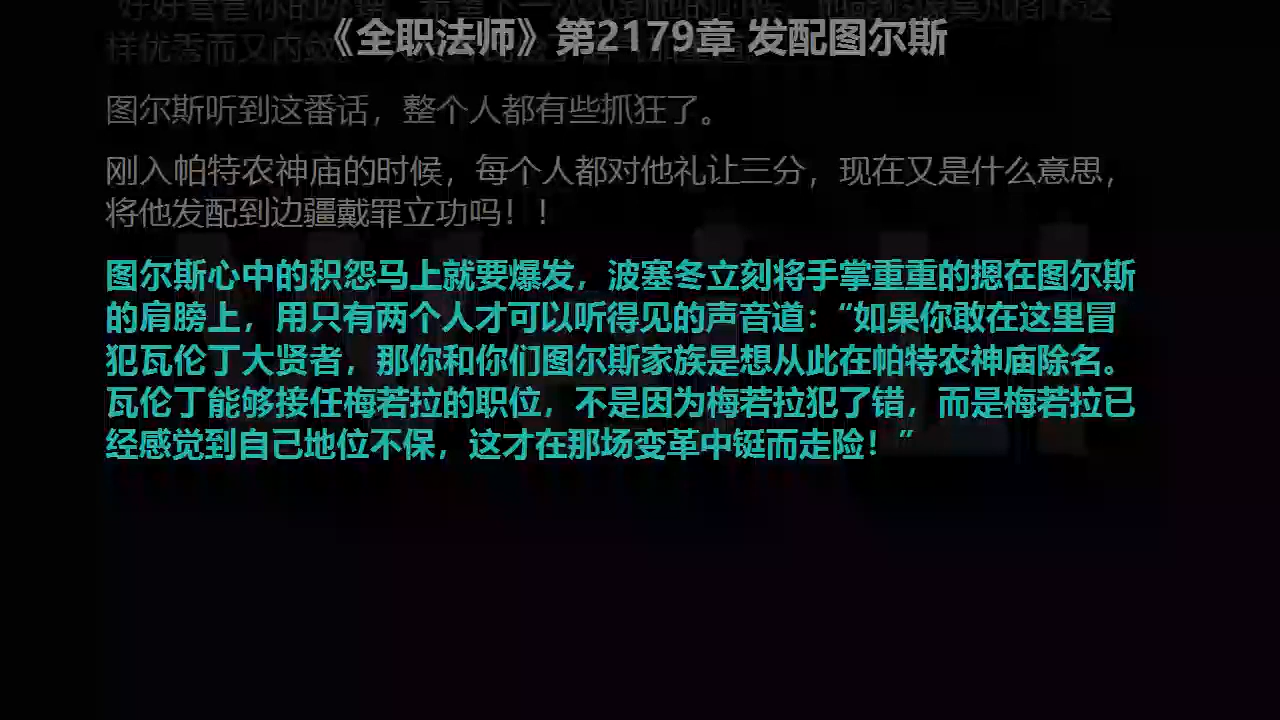 《全职法师》第2179章 发配图尔斯
图尔斯听到这番话，整个人都有些抓狂了。
刚入帕特农神庙的时候，每个人都对他礼让三分，现在又是什么意思，
将他发配到边疆戴罪立功吗！！
图尔斯心中的积怨马上就要爆发，波塞冬立刻将手掌重重的摁在图尔斯
的肩膀上，用只有两个人才可以听得见的声音道：“如果你敢在这里冒
犯瓦伦丁大贤者，那你和你们图尔斯家族是想从此在帕特农神庙除名。
瓦伦丁能够接任梅若拉的职位，不是因为梅若拉犯了错，而是梅若拉已
经感觉到自己地位不保，这才在那场变革中铤而走险！”